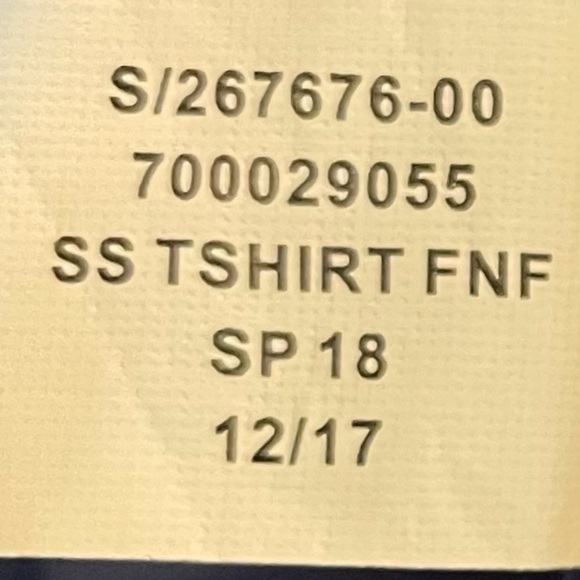 S/267676-00
700029055
SS TSHIRT FNF
SP 18
12/17